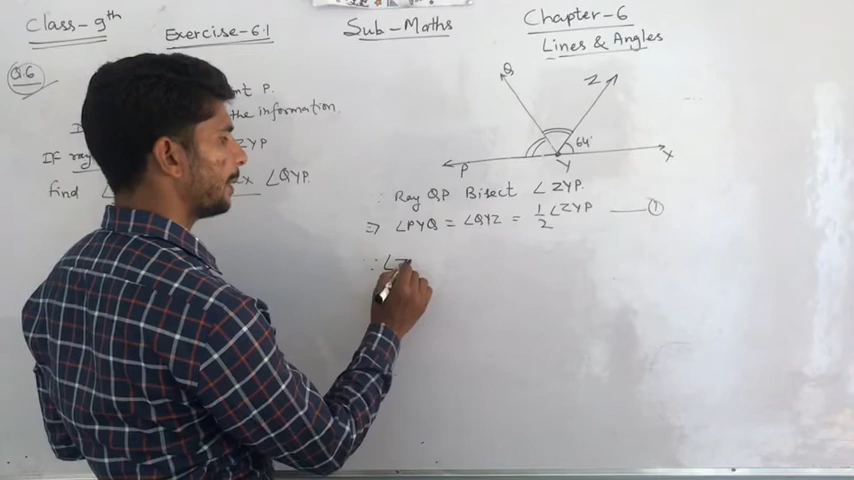 Class-9th
Exercise-6.1
Sub-Maths
Chapter-6
Lines & Angles
Q.6
P.
the information
ZYP
If ray
find ∠ ∠QYP.
Q
Z
64°
P
Y
X
∵ Ray QP Bisect ∠ZYP.
⇒ ∠PYQ = ∠QYZ = 1/2 ∠ZYP —— ①
∵ ∠Z